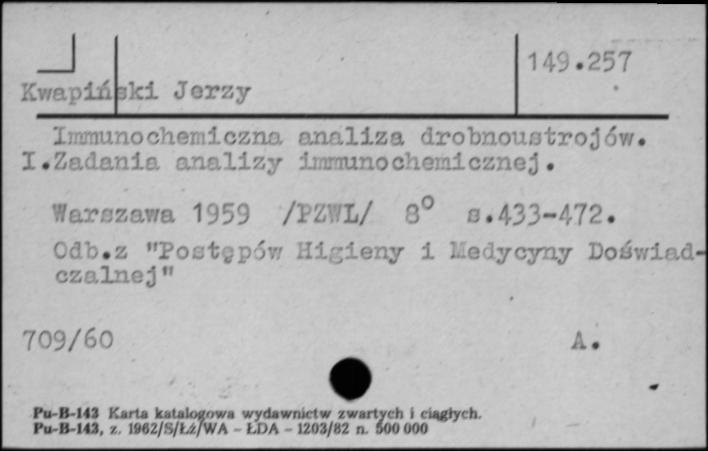 149.257
Kwapiński Jerzy
Immunochemiczna analiza drobnoustrojów.
I.Zadania analizy immunochemicznej.
Warszawa 1959 /PZWL/ 8° s.433-472.
Odb.z "Postępów Higieny i Medycyny Doświad-
czalnej"
709/60 A.
Pu-B-143 Karta katalogowa wydawnictw zwartych i ciągłych.
Pu-B-143, z. 1962/S/Łż/WA - ŁDA - 1203/82 n. 500 000